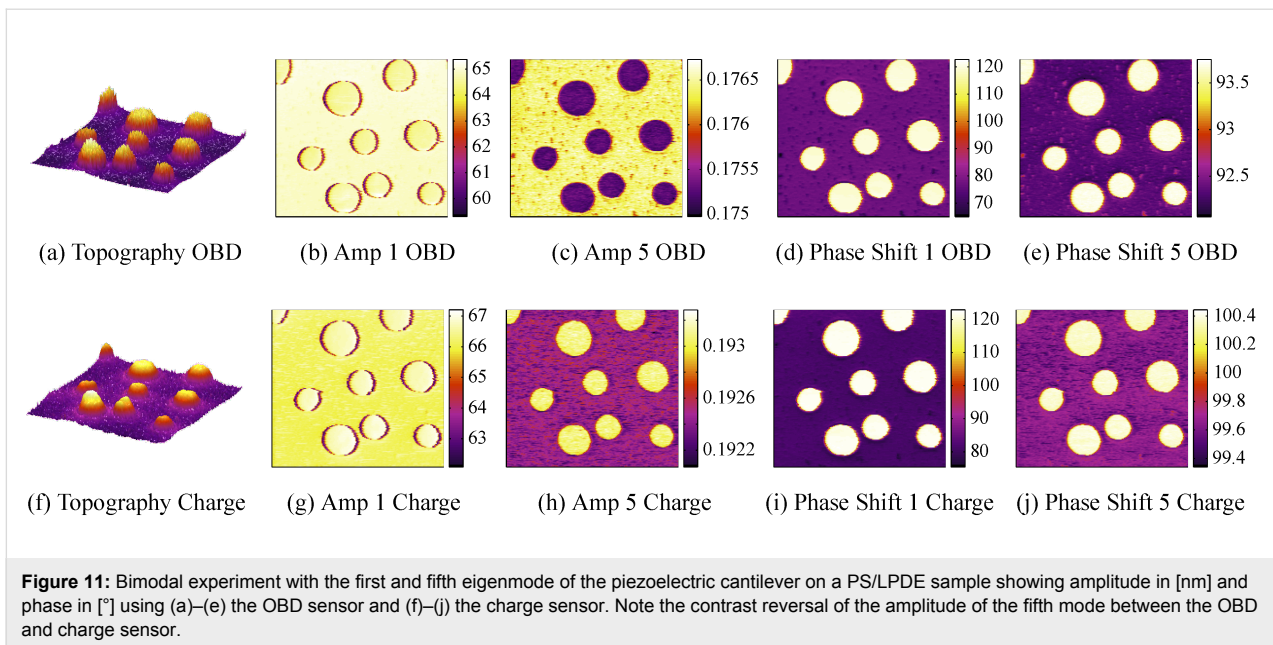 65
64
63
62
61
60
0.1765
0.176
0.1755
0.175
120
110
100
90
80
70
93.5
93
92.5
(a) Topography OBD
(b) Amp 1 OBD
(c) Amp 5 OBD
(d) Phase Shift 1 OBD
(e) Phase Shift 5 OBD
67
66
65
64
63
0.193
0.1926
0.1922
120
110
100
90
80
100.4
100.2
100
99.8
99.6
99.4
(f) Topography Charge
(g) Amp 1 Charge
(h) Amp 5 Charge
(i) Phase Shift 1 Charge
(j) Phase Shift 5 Charge
Figure 11: Bimodal experiment with the first and fifth eigenmode of the piezoelectric cantilever on a PS/LPDE sample showing amplitude in [nm] and
phase in [°] using (a)–(e) the OBD sensor and (f)–(j) the charge sensor. Note the contrast reversal of the amplitude of the fifth mode between the OBD
and charge sensor.